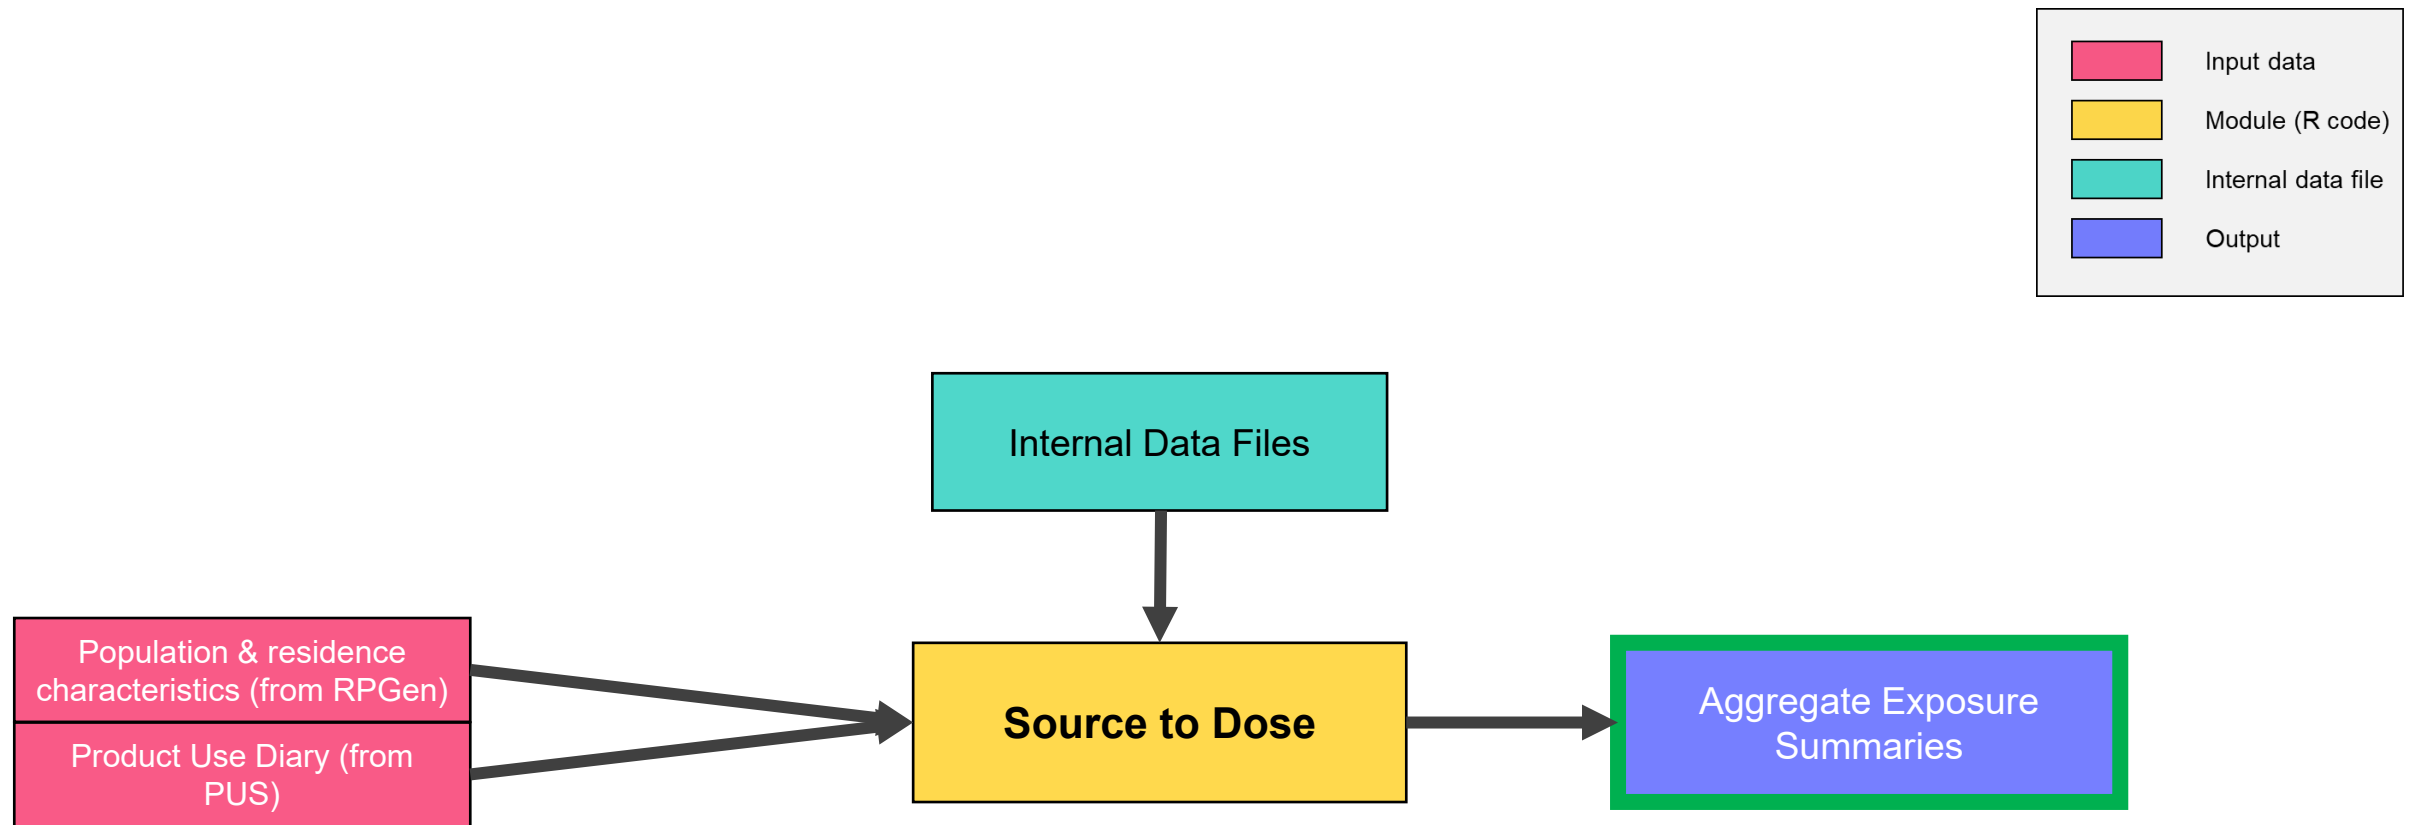 Input data
Module (R code)
Internal data file
Output
Internal Data Files
Population & residence
characteristics (from RPGen)
Product Use Diary (from
PUS)
Source to Dose
Aggregate Exposure
Summaries